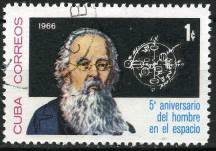 CUBA CORREOS
1966
1¢
5º aniversario
del hombre
en el espacio